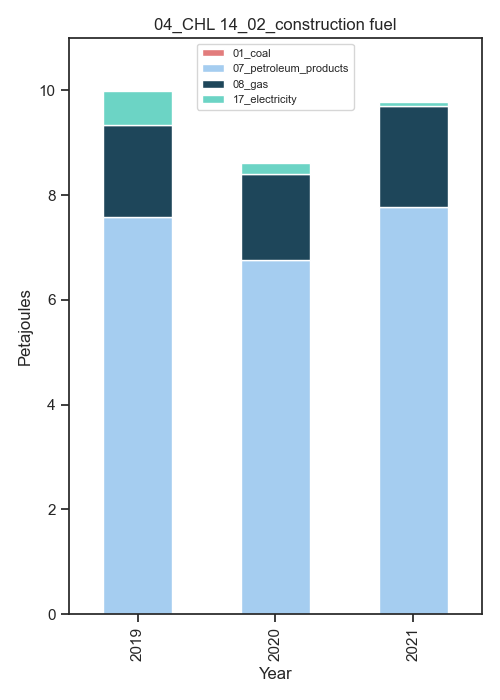 04_CHL 14_02_construction fuel
01_coal
07_petroleum_products
08_gas
17_electricity
10
8
6
4
2
0
Petajoules
2019
2020
2021
Year